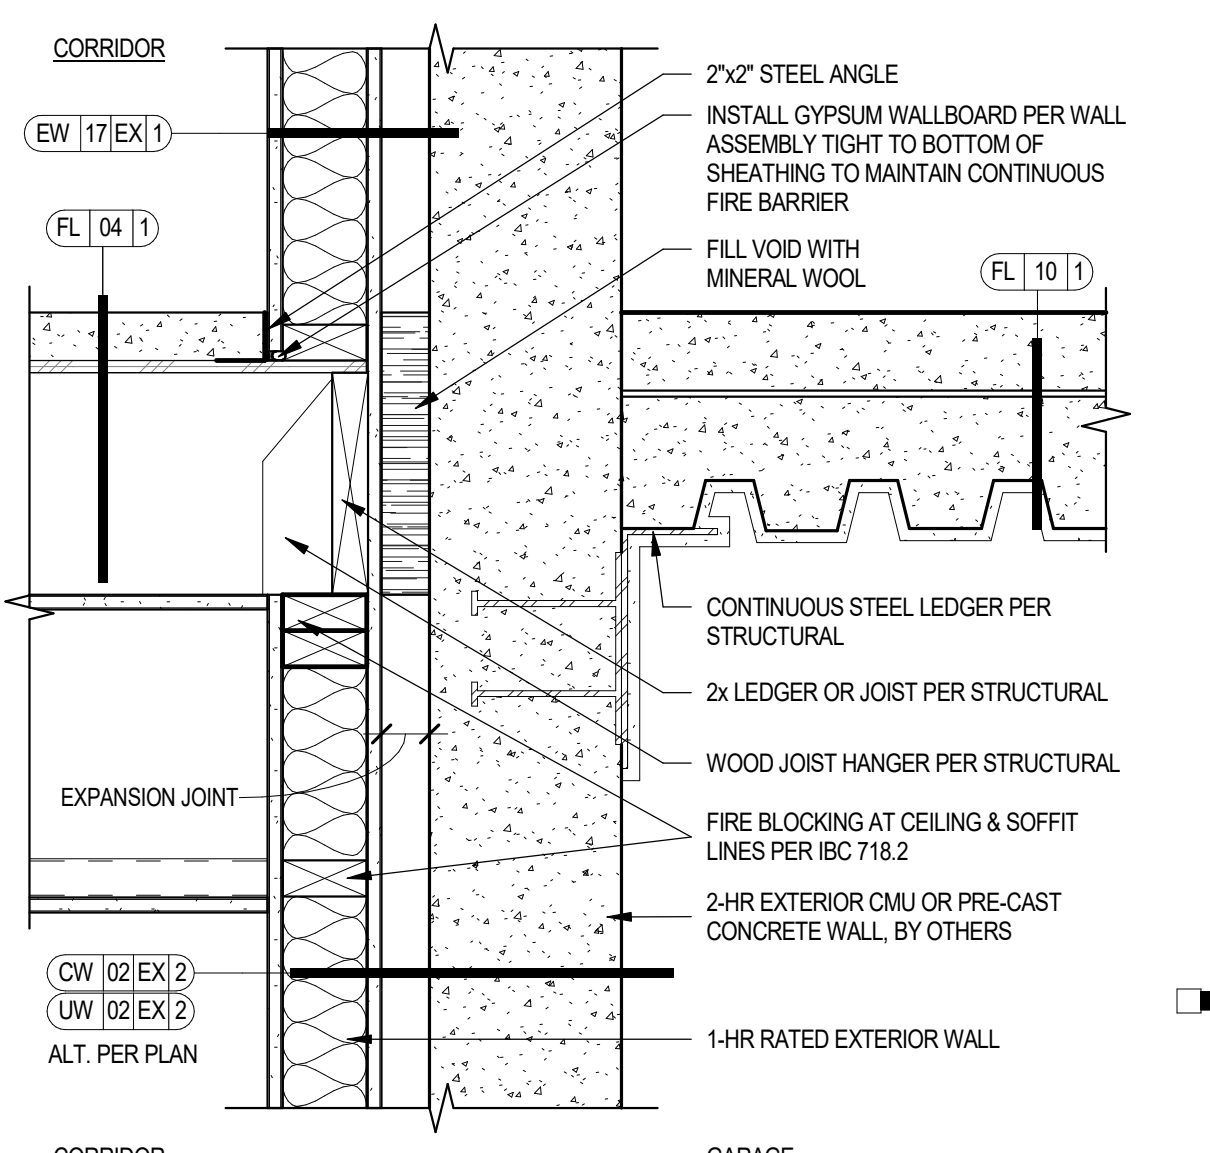 CORRIDOR
2"x2" STEEL ANGLE
INSTALL GYPSUM WALLBOARD PER WALL
ASSEMBLY TIGHT TO BOTTOM OF
SHEATHING TO MAINTAIN CONTINUOUS
FIRE BARRIER
EW 17 EX 1
FL 04 1
FILL VOID WITH
MINERAL WOOL
FL 10 1
CONTINUOUS STEEL LEDGER PER
STRUCTURAL
2x LEDGER OR JOIST PER STRUCTURAL
WOOD JOIST HANGER PER STRUCTURAL
EXPANSION JOINT
FIRE BLOCKING AT CEILING & SOFFIT
LINES PER IBC 718.2
2-HR EXTERIOR CMU OR PRE-CAST
CONCRETE WALL, BY OTHERS
CW 02 EX 2
UW 02 EX 2
ALT. PER PLAN
1-HR RATED EXTERIOR WALL
CORRIDOR
GARAGE